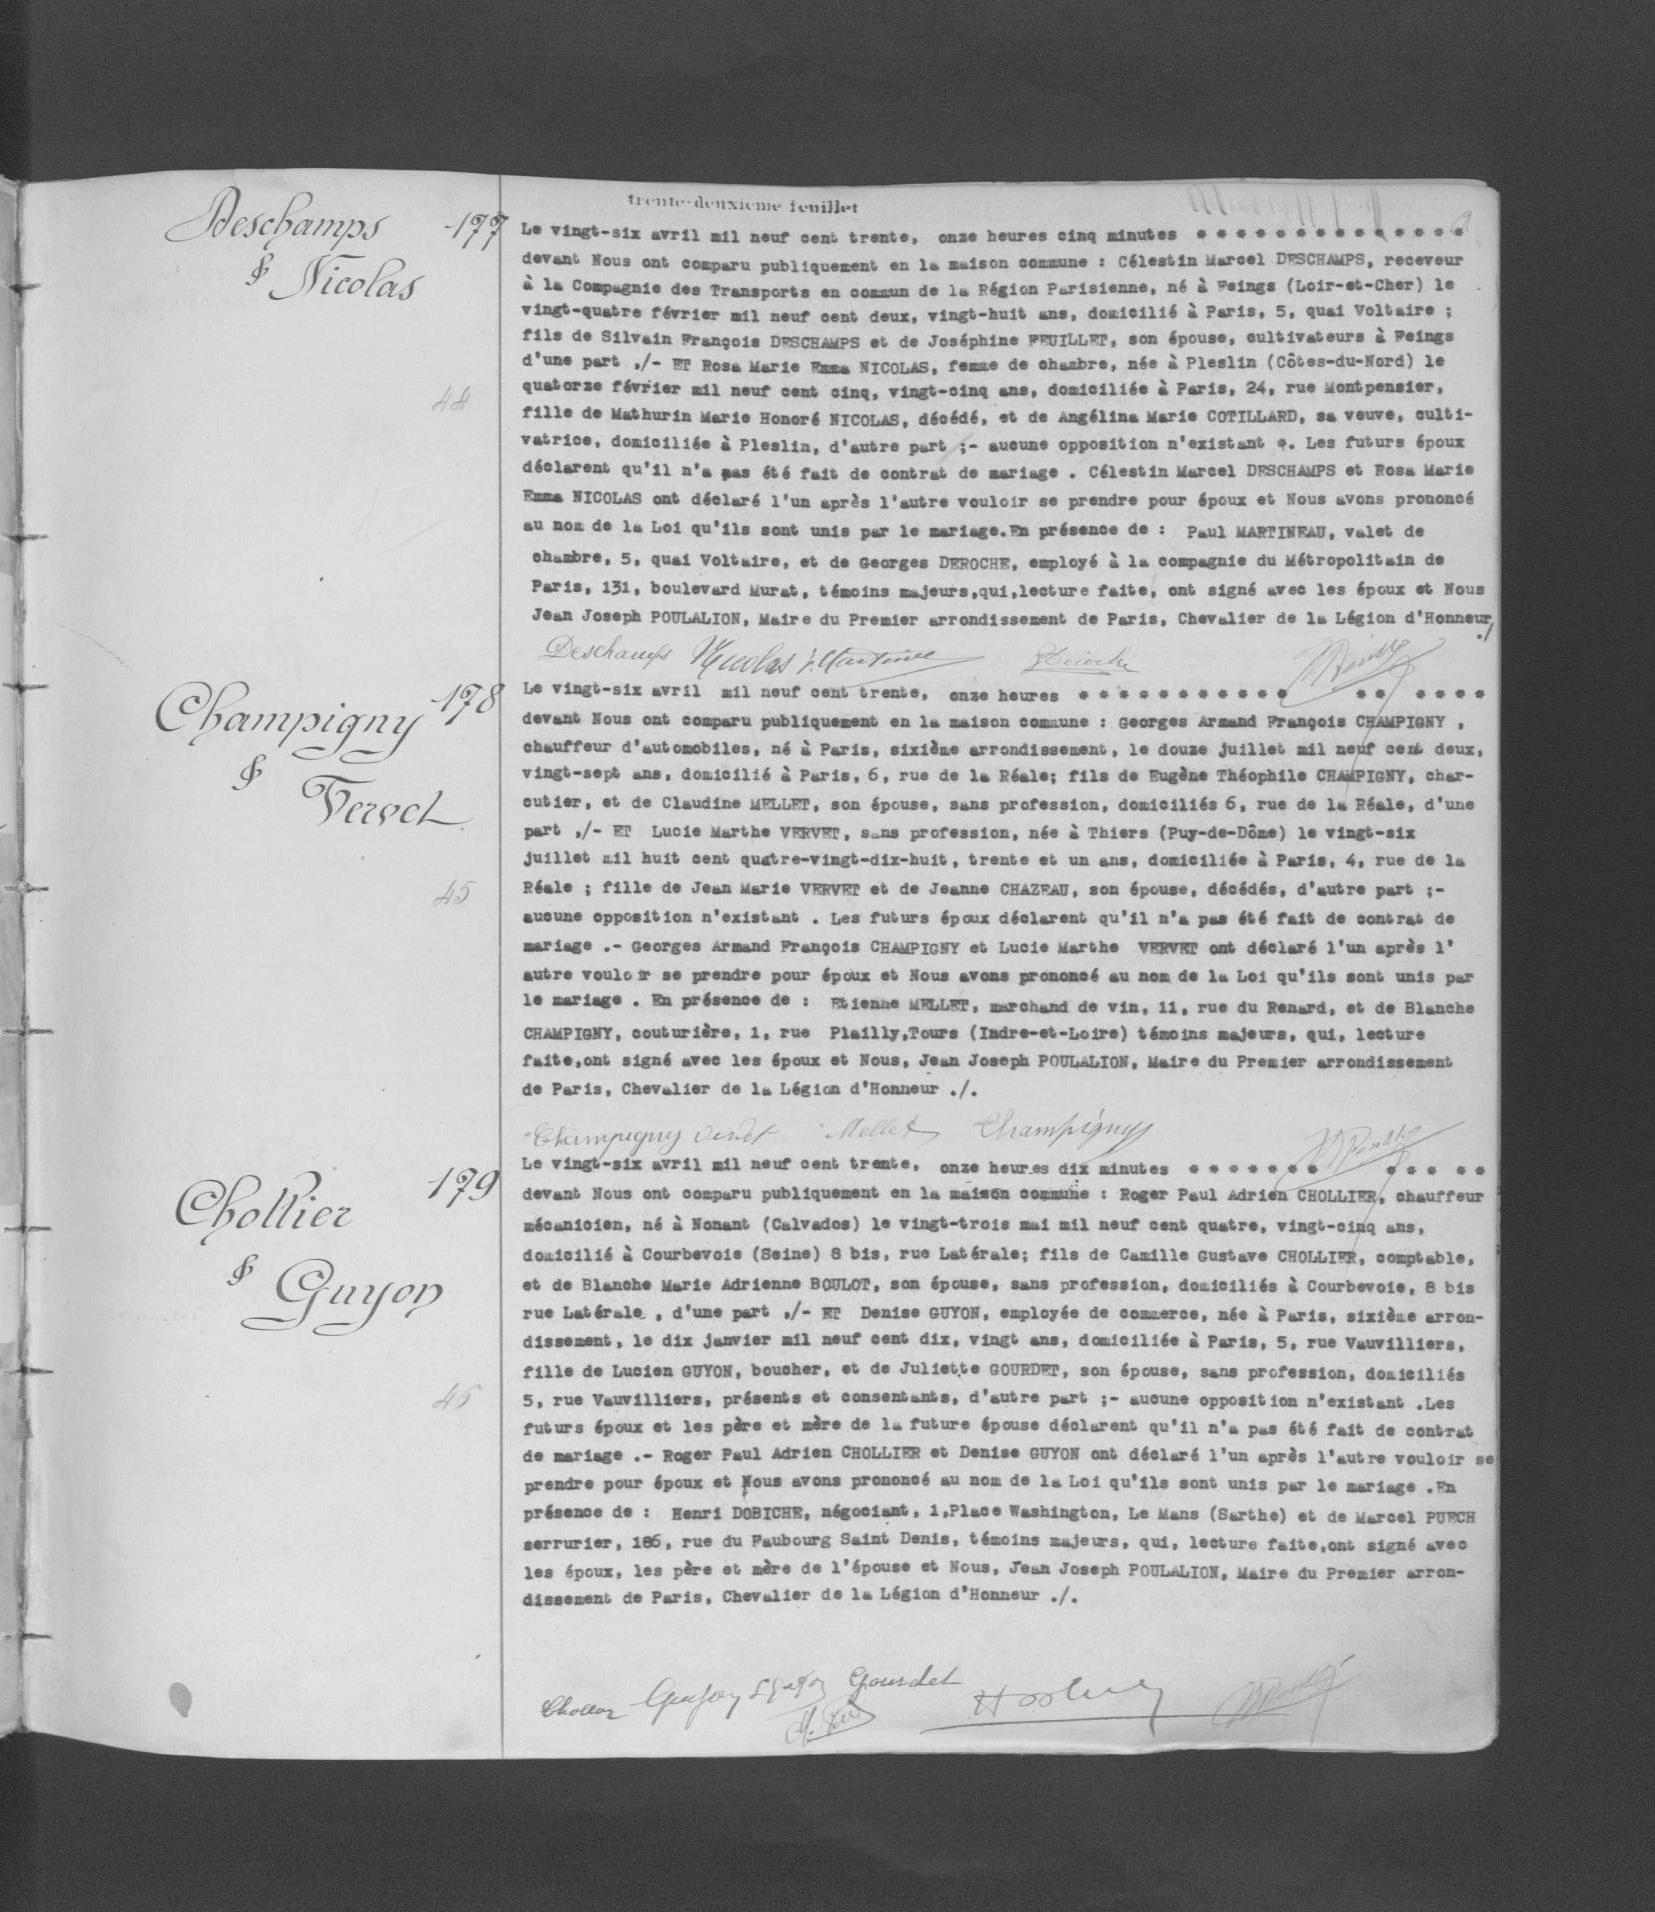 trente-deuxième feuillet
Deschamps
&
Nicolas
177
44
Le vingt-six avril mil neuf cent trente, onze heures cinq minutes * * * * * * * * * * * * * *
devant Nous ont comparu publiquement en la maison commune : Célestin Marcel DESCHAMPS, receveur
à la Compagnie des Transports en commun de la Région Parisienne, né à Feings (Loir-et-Cher) le
vingt-quatre février mil neuf cent deux, vingt-huit ans, domicilié à Paris, 5, quai Voltaire ;
fils de Silvain François DESCHAMPS et de Joséphine FEUILLET, son épouse, cultivateurs à Feings
d'une part ,/- ET Rosa Marie Emma NICOLAS, femme de chambre, née à Pleslin (Côtes-du-Nord) le
quatorze février mil neuf cent cinq, vingt-cinq ans, domiciliée à Paris, 24, rue Montpensier,
fille de Mathurin Marie Honoré NICOLAS, décédé, et de Angélina Marie COTILLARD, sa veuve, culti-
vatrice, domiciliée à Pleslin, d'autre part ;- aucune opposition n'existant . Les futurs époux
déclarent qu'il n'a pas été fait de contrat de mariage . Célestin Marcel DESCHAMPS et Rosa Marie
Emma NICOLAS ont déclaré l'un après l'autre vouloir se prendre pour époux et Nous avons prononcé
au nom de la Loi qu'ils sont unis par le mariage.En présence de : Paul MARTINEAU, valet de
chambre, 5, quai Voltaire, et de Georges DEROCHE, employé à la compagnie du Métropolitain de
Paris, 131, boulevard Murat, témoins majeurs,qui,lecture faite, ont signé avec les époux et Nous
Jean Joseph POULALION, Maire du Premier arrondissement de Paris, Chevalier de la Légion d'Honneur
./
Deschamps Nicolas
Champigny
&
Vervet
178
45
Le vingt-six avril mil neuf cent trente, onze heures * * * * * * * * * * * * * * * * *
devant Nous ont comparu publiquement en la maison commune : Georges Armand François CHAMPIGNY ,
chauffeur d'automobiles, né à Paris, sixième arrondissement, le douze juillet mil neuf cent deux,
vingt-sept ans, domicilié à Paris, 6, rue de la Réale; fils de Eugène Théophile CHAMPIGNY, char-
cutier, et de Claudine MELLET, son épouse, sans profession, domiciliés 6, rue de la Réale, d'une
part ,/- ET Lucie Marthe VERVET, sans profession, née à Thiers (Puy-de-Dôme) le vingt-six
juillet mil huit cent quatre-vingt-dix-huit, trente et un ans, domiciliée à Paris, 4, rue de la
Réale ; fille de Jean Marie VERVET et de Jeanne CHAZEAU, son épouse, décédés, d'autre part ;-
aucune opposition n'existant . Les futurs époux déclarent qu'il n'a pas été fait de contrat de
mariage .- Georges Armand François CHAMPIGNY et Lucie Marthe VERVET ont déclaré l'un après l'
autre vouloir se prendre pour époux et Nous avons prononcé au nom de la Loi qu'ils sont unis par
le mariage . En présence de : Etienne MELLET, marchand de vin, 11, rue du Renard, et de Blanche
CHAMPIGNY, couturière, 1, rue Plailly,Tours (Indre-et-Loire) témoins majeurs, qui, lecture
faite,ont signé avec les époux et Nous, Jean Joseph POULALION, Maire du Premier arrondissement
de Paris, Chevalier de la Légion d'Honneur ./.
Champigny Vervet Mellet Champigny
Chollier
&
Guyon
179
46
Le vingt-six avril mil neuf cent trente, onze heures dix minutes * * * * * * * * * * * *
devant Nous ont comparu publiquement en la maison commune : Roger Paul Adrien CHOLLIER, chauffeur
mécanicien, né à Nonant (Calvados) le vingt-trois mai mil neuf cent quatre, vingt-cinq ans,
domicilié à Courbevoie (Seine) 8 bis, rue Latérale; fils de Camille Gustave CHOLLIER, comptable,
et de Blanche Marie Adrienne BOULOT, son épouse, sans profession, domiciliés à Courbevoie, 8 bis
rue Latérale , d'une part ,/- ET Denise GUYON, employée de commerce, née à Paris, sixième arron-
dissement, le dix janvier mil neuf cent dix, vingt ans, domiciliée à Paris, 5, rue Vauvilliers,
fille de Lucien GUYON, boucher, et de Juliette GOURDET, son épouse, sans profession, domiciliés
5, rue Vauvilliers, présents et consentants, d'autre part ;- aucune opposition n'existant .Les
futurs époux et les père et mère de la future épouse déclarent qu'il n'a pas été fait de contrat
de mariage .- Roger Paul Adrien CHOLLIER et Denise GUYON ont déclaré l'un après l'autre vouloir se
prendre pour époux et Nous avons prononcé au nom de la Loi qu'ils sont unis par le mariage .En
présence de : Henri DOBICHE, négociant, 1,Place Washington, Le Mans (Sarthe) et de Marcel PUECH
serrurier, 186, rue du Faubourg Saint Denis, témoins majeurs, qui, lecture faite,ont signé avec
les époux, les père et mère de l'épouse et Nous, Jean Joseph POULALION, Maire du Premier arron-
dissement de Paris, Chevalier de la Légion d'Honneur ./.
Guyon Gourdet